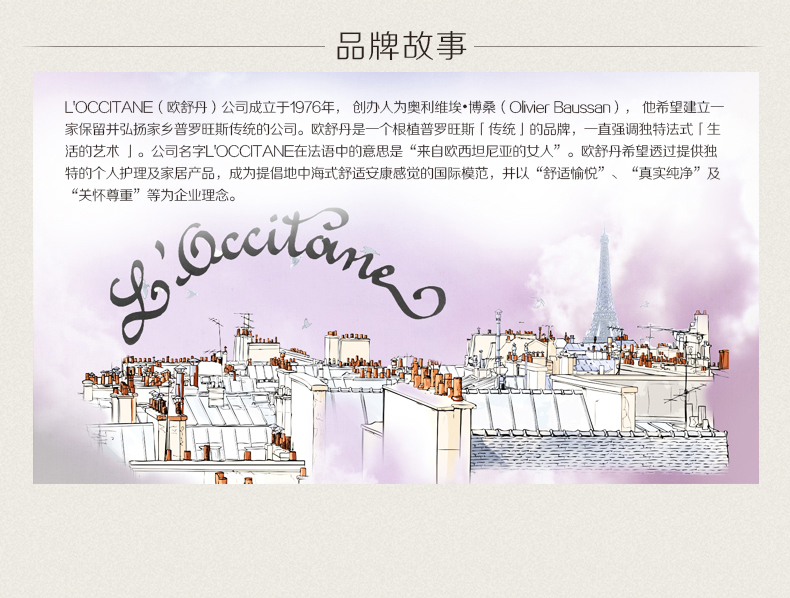 品牌故事
L'OCCITANE（欧舒丹）公司成立于1976年， 创办人为奥利维埃•博桑（Olivier Baussan）， 他希望建立一
家保留并弘扬家乡普罗旺斯传统的公司。欧舒丹是一个根植普罗旺斯「传统」的品牌，一直强调独特法式「生
活的艺术 」。公司名字L'OCCITANE在法语中的意思是“来自欧西坦尼亚的女人”。欧舒丹希望透过提供独
特的个人护理及家居产品，成为提倡地中海式舒适安康感觉的国际模范，并以“舒适愉悦”、“真实纯净”及
“关怀尊重”等为企业理念。
L'Occitane